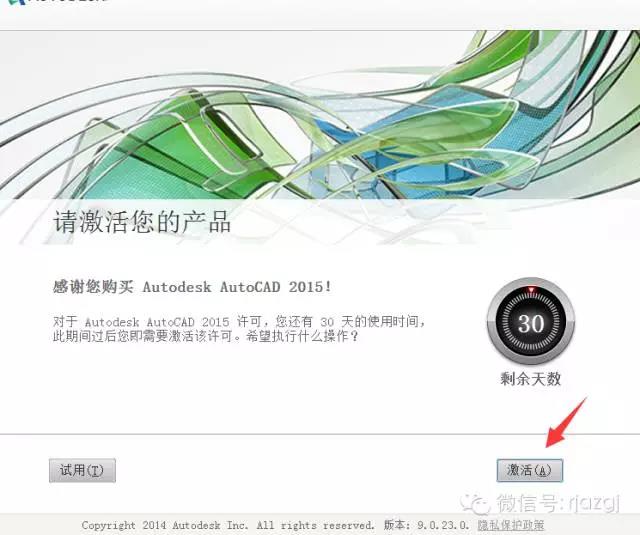 请激活您的产品
感谢您购买 Autodesk AutoCAD 2015!
对于 Autodesk AutoCAD 2015 许可，您还有 30 天的使用时间，
此期间过后您即需要激活该许可。希望执行什么操作？
30
剩余天数
试用(T)
激活(A)
微信号: rjazgj
Copyright 2014 Autodesk Inc. All rights reserved. 版本: 9.0.23.0. 隐私保护政策